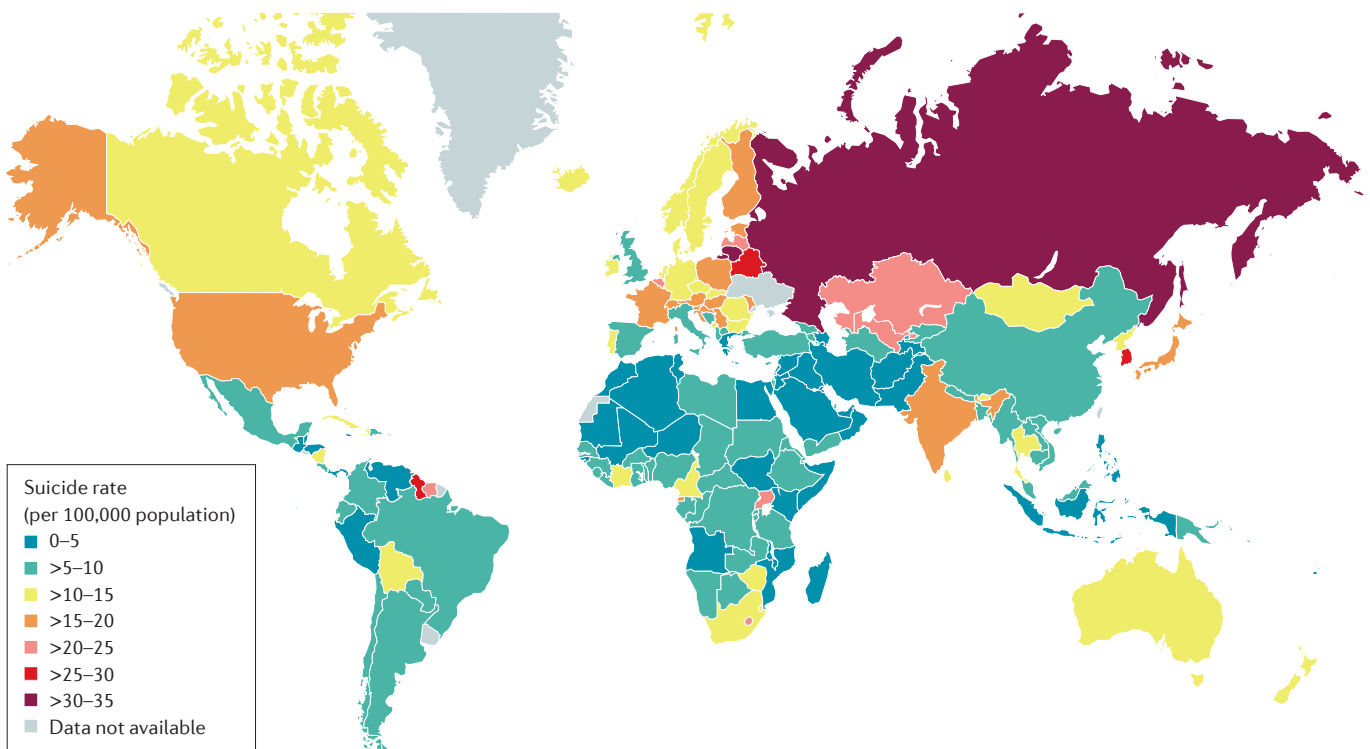 Suicide rate
(per 100,000 population)
0–5
>5–10
>10–15
>15–20
>20–25
>25–30
>30–35
Data not available